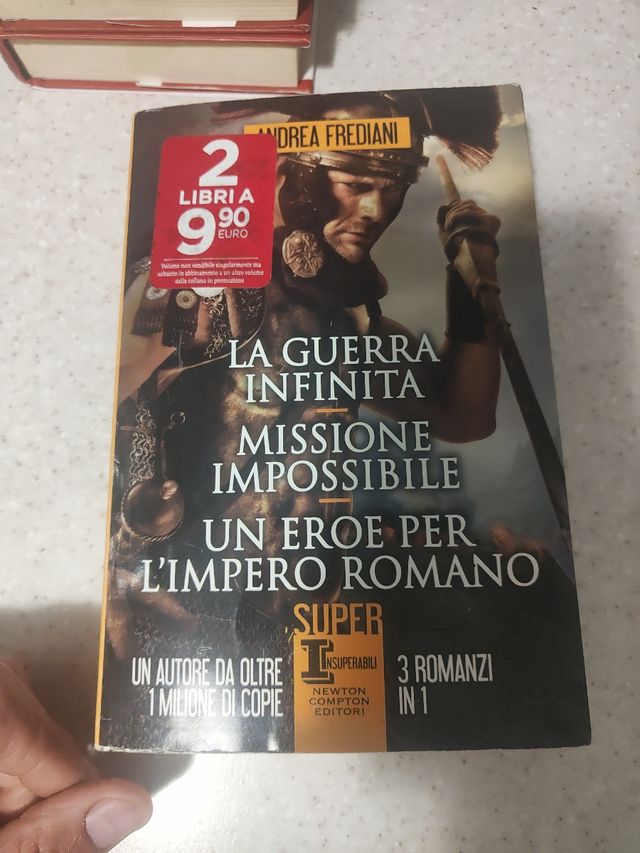 ANDREA FREDIANI
2
LIBRI A
9,90
EURO
Volume non vendibile singolarmente ma
soltanto in abbinamento a un altro volume
della collana in promozione
LA GUERRA
INFINITA
MISSIONE
IMPOSSIBILE
UN EROE PER
L'IMPERO ROMANO
SUPER
INSUPERABILI
NEWTON
COMPTON
EDITORI
UN AUTORE DA OLTRE
1 MILIONE DI COPIE
3 ROMANZI
IN 1